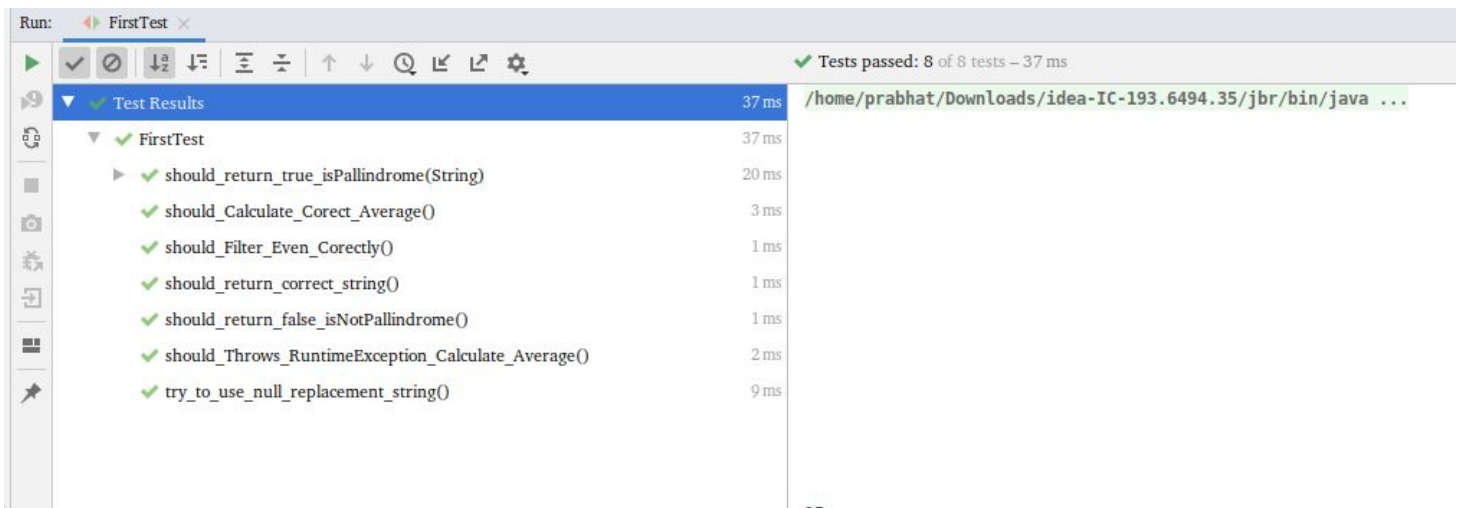 Run: FirstTest
Tests passed: 8 of 8 tests – 37 ms
Test Results 37 ms
/home/prabhat/Downloads/idea-IC-193.6494.35/jbr/bin/java ...
FirstTest 37 ms
should_return_true_isPallindrome(String) 20 ms
should_Calculate_Corect_Average() 3 ms
should_Filter_Even_Corectly() 1 ms
should_return_correct_string() 1 ms
should_return_false_isNotPallindrome() 1 ms
should_Throws_RuntimeException_Calculate_Average() 2 ms
try_to_use_null_replacement_string() 9 ms